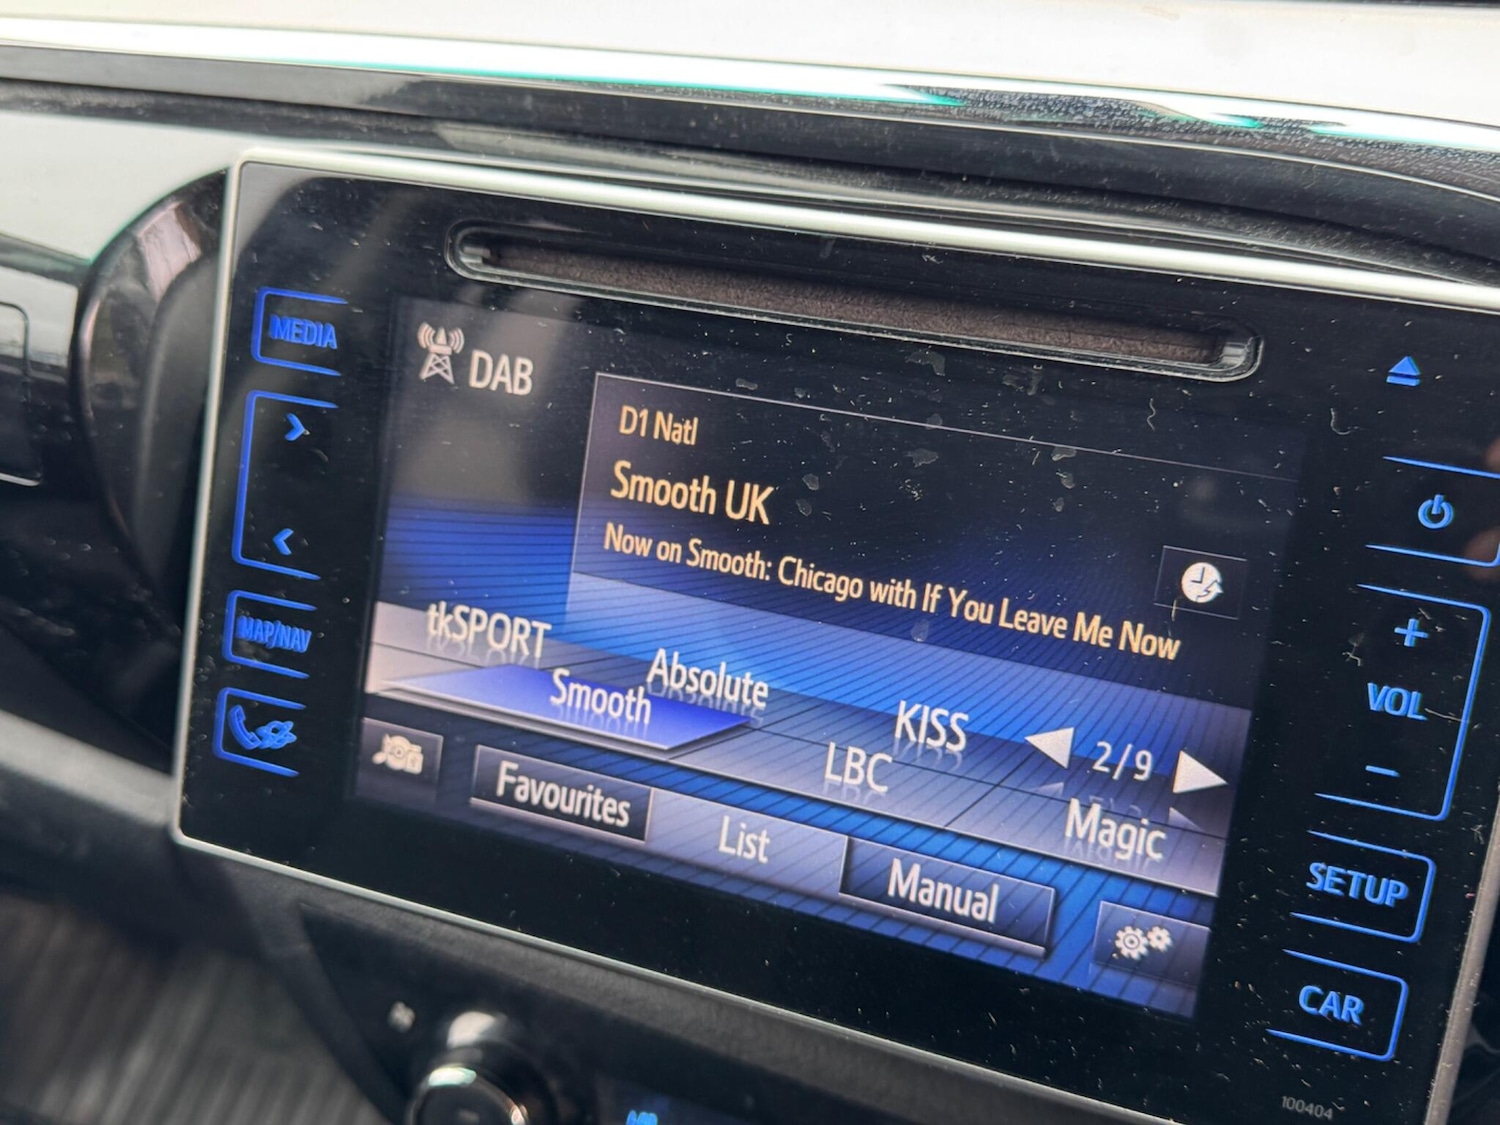 MEDIA
DAB
D1 Natl
Smooth UK
Now on Smooth: Chicago with If You Leave Me Now
tkSPORT
Absolute
KISS
2/9
Smooth
LBC
Magic
Favourites
List
Manual
MAP/NAV
+
VOL
-
SETUP
CAR
100404